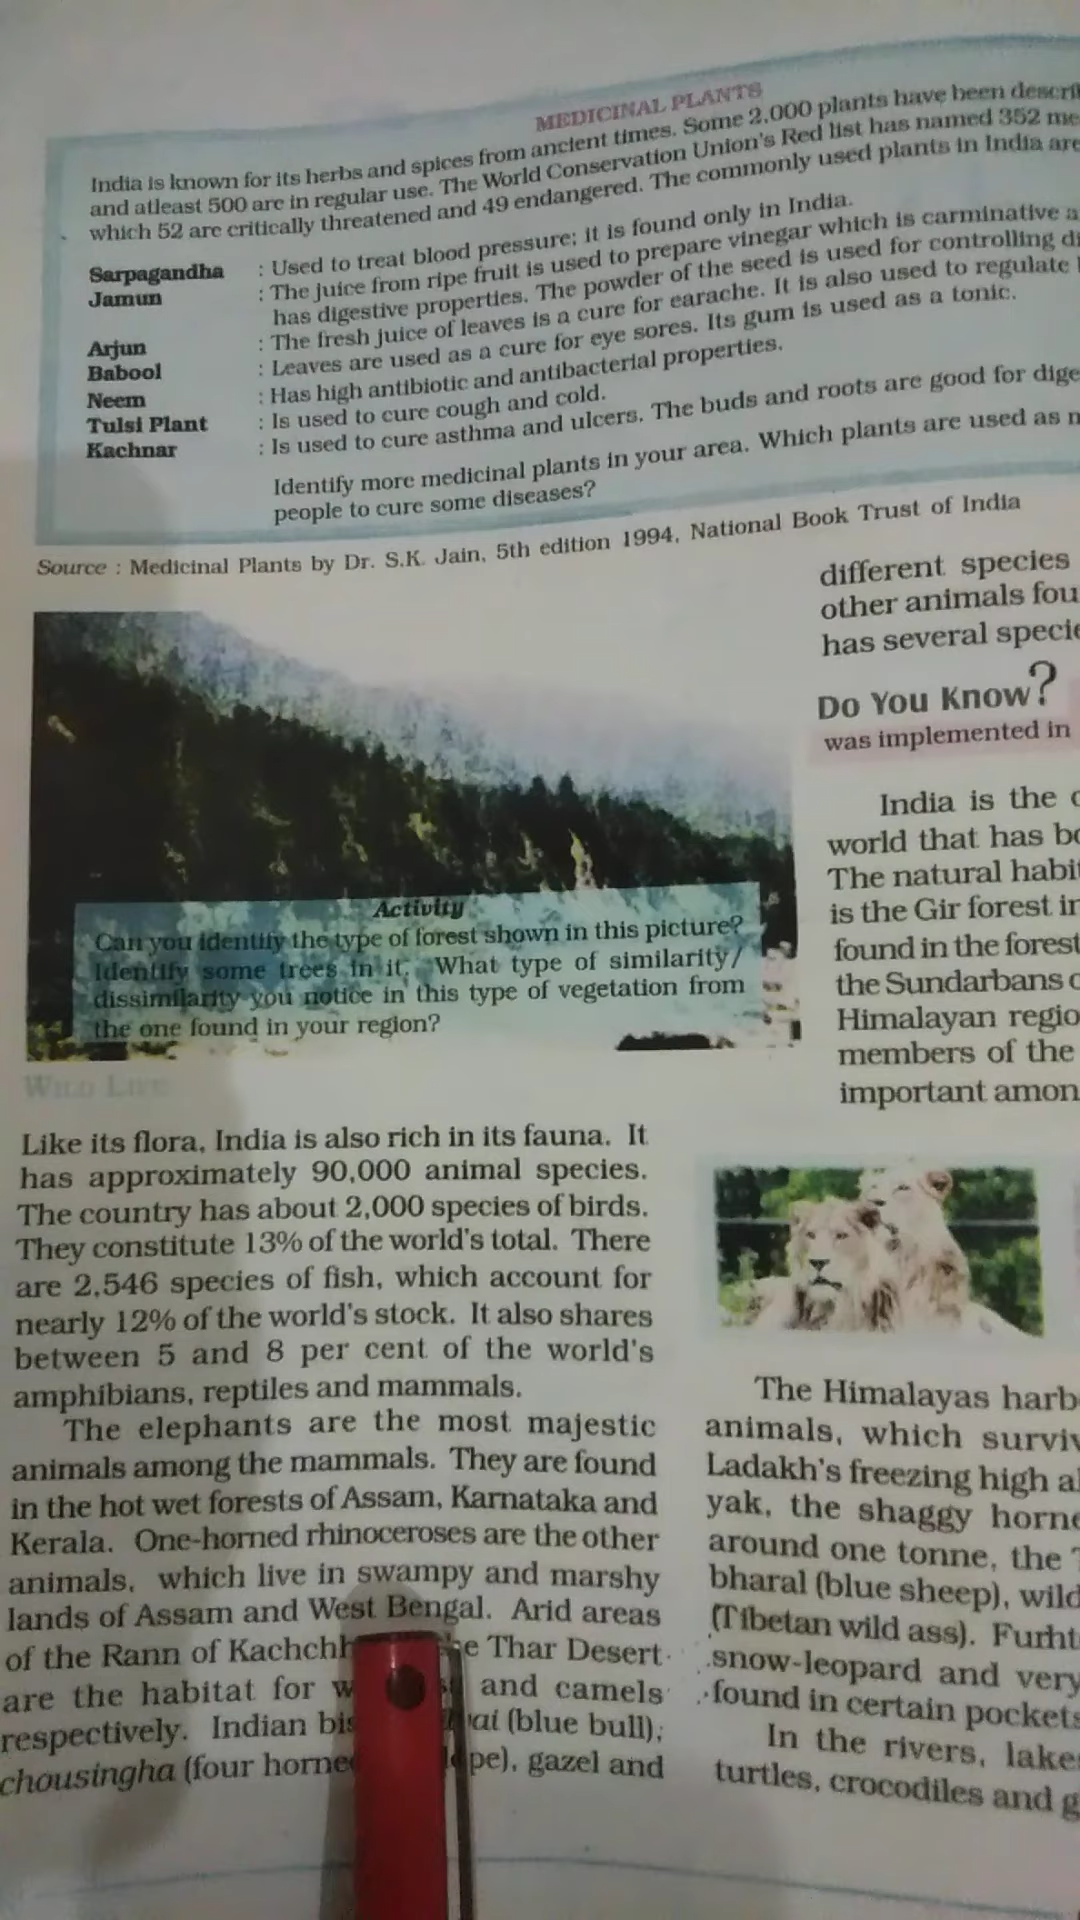 MEDICINAL PLANTS
India is known for its herbs and spices from ancient times. Some 2,000 plants have been
and atleast 500 are in regular use. The World Conservation Union's Red list has named 352
which 52 are critically threatened and 49 endangered. The commonly used plants in India are
Sarpagandha : Used to treat blood pressure; it is found only in India.
Jamun : The juice from ripe fruit is used to prepare vinegar which is carminative
has digestive properties. The powder of the seed is used for controlling
Arjun : The fresh juice of leaves is a cure for earache. It is also used to regulate
Babool : Leaves are used as a cure for eye sores. Its gum is used as a tonic.
Neem : Has high antibiotic and antibacterial properties.
Tulsi Plant : Is used to cure cough and cold.
Kachnar : Is used to cure asthma and ulcers. The buds and roots are good for
Identify more medicinal plants in your area. Which plants are used as
people to cure some diseases?
Source : Medicinal Plants by Dr. S.K. Jain, 5th edition 1994, National Book Trust of India
Activity
Can you identify the type of forest shown in this picture?
Identify some trees in it. What type of similarity/
dissimilarity you notice in this type of vegetation from
the one found in your region?
WILD LIFE
Like its flora, India is also rich in its fauna. It
has approximately 90,000 animal species.
The country has about 2,000 species of birds.
They constitute 13% of the world's total. There
are 2,546 species of fish, which account for
nearly 12% of the world's stock. It also shares
between 5 and 8 per cent of the world's
amphibians, reptiles and mammals.
The elephants are the most majestic
animals among the mammals. They are found
in the hot wet forests of Assam, Karnataka and
Kerala. One-horned rhinoceroses are the other
animals, which live in swampy and marshy
lands of Assam and West Bengal. Arid areas
of the Rann of Kachchh Thar Desert
are the habitat for and camels
respectively. Indian (blue bull),
chousingha (four gazel and
different species
other animals
has several
Do You Know?
was implemented in
India is the
world that has
The natural
is the Gir forest
found in the
the Sundarbans
Himalayan
members of the
important
The Himalayas
animals, which
Ladakh's freezing high
yak, the shaggy
around one tonne, the
bharal (blue sheep), wild
(Tibetan wild ass).
snow-leopard and very
found in certain
In the rivers,
turtles, crocodiles and